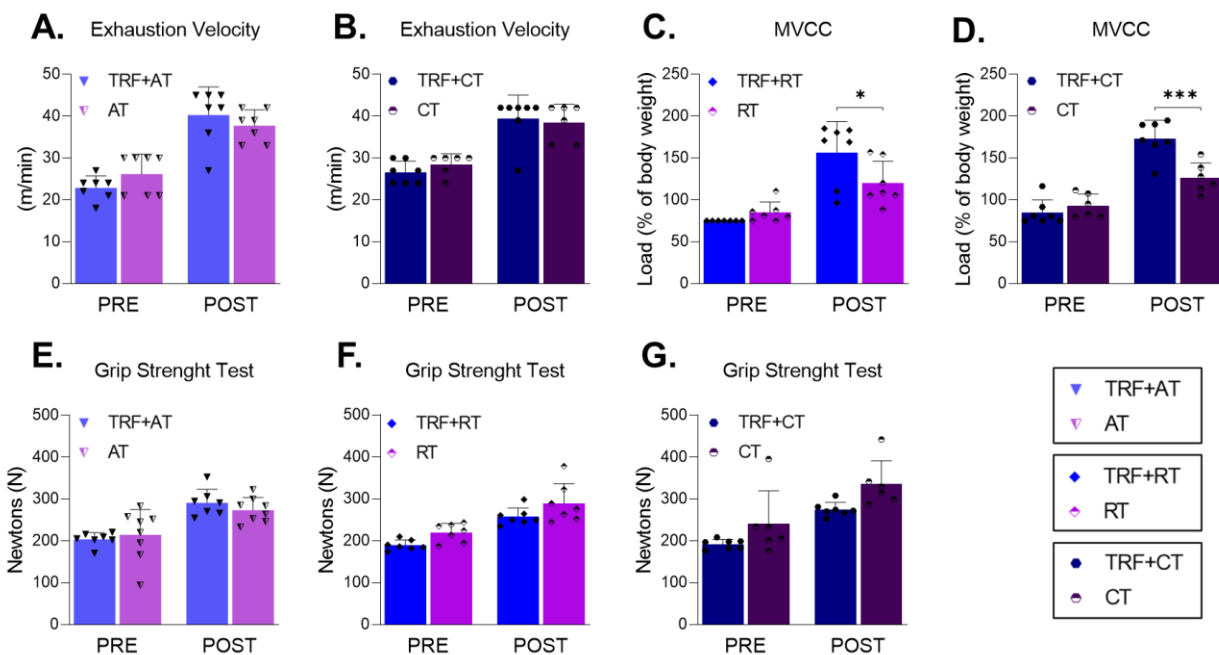 A.
Exhaustion Velocity
(m/min)
50
40
30
20
10
0
TRF+AT
AT
PRE
POST
B.
Exhaustion Velocity
(m/min)
50
40
30
20
10
0
TRF+CT
CT
PRE
POST
C.
MVCC
Load (% of body weight)
250
200
150
100
50
0
TRF+RT
RT
*
PRE
POST
D.
MVCC
Load (% of body weight)
250
200
150
100
50
0
TRF+CT
CT
***
PRE
POST
E.
Grip Strenght Test
Newtons (N)
500
400
300
200
100
0
TRF+AT
AT
PRE
POST
F.
Grip Strenght Test
Newtons (N)
500
400
300
200
100
0
TRF+RT
RT
PRE
POST
G.
Grip Strenght Test
Newtons (N)
500
400
300
200
100
0
TRF+CT
CT
PRE
POST
TRF+AT
AT
TRF+RT
RT
TRF+CT
CT